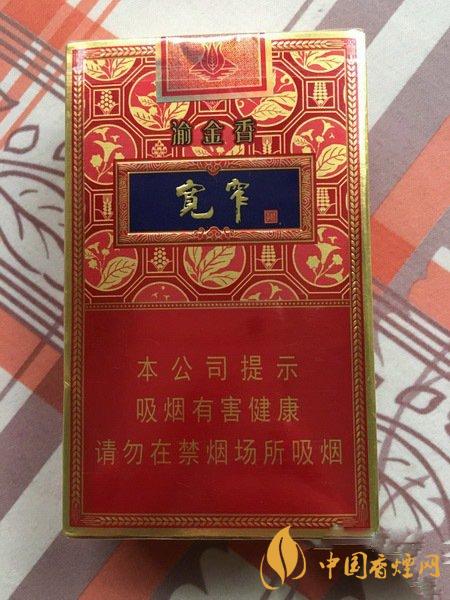 渝金香
宽窄
本公司提示
吸烟有害健康
请勿在禁烟场所吸烟
中国香烟网